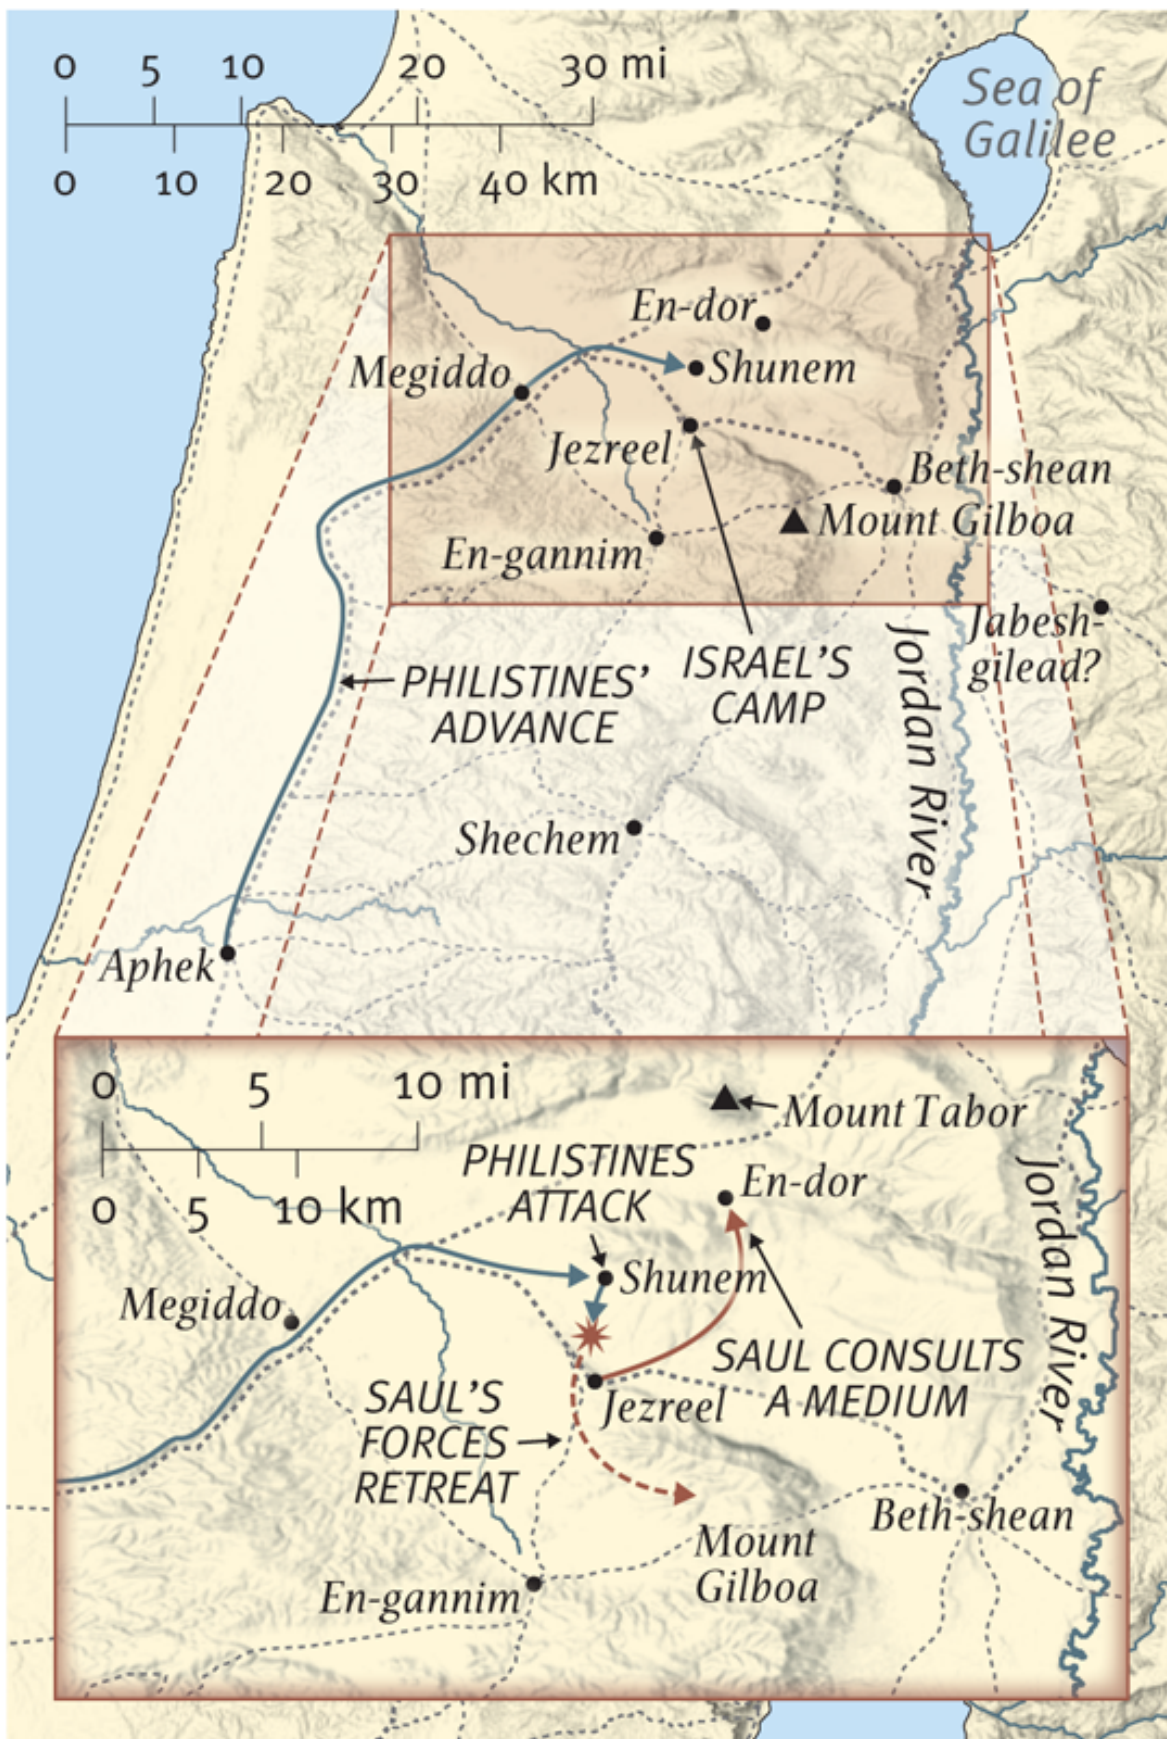 0 5 10 20 30 mi
0 10 20 30 40 km
Sea of
Galilee
En-dor
Megiddo
Shunem
Jezreel
Beth-shean
Mount Gilboa
En-gannim
Jabesh-
gilead?
ISRAEL'S
CAMP
PHILISTINES'
ADVANCE
Jordan River
Shechem
Aphek
0 5 10 mi
0 5 10 km
Mount Tabor
PHILISTINES
ATTACK
En-dor
Jordan River
Shunem
Megiddo
SAUL CONSULTS
A MEDIUM
Jezreel
SAUL'S
FORCES
RETREAT
Beth-shean
Mount
Gilboa
En-gannim